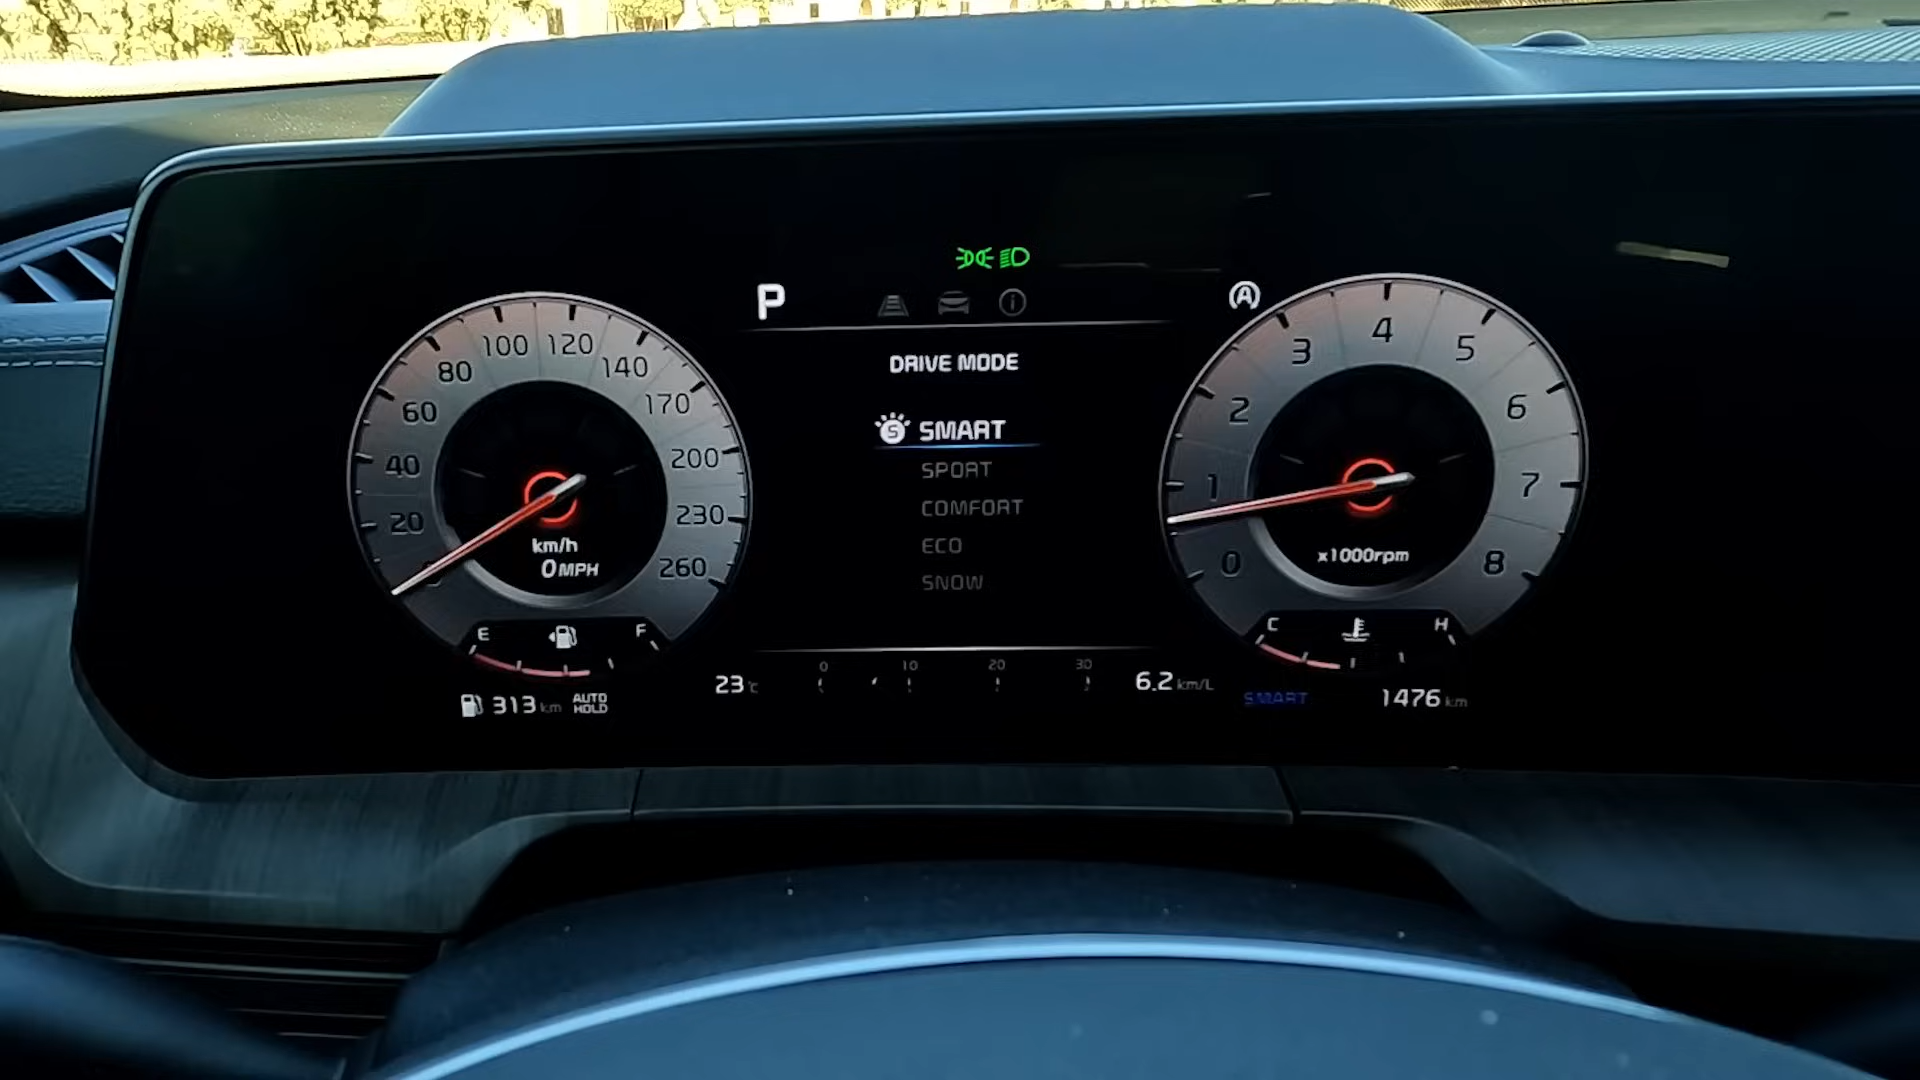 P
A
DRIVE MODE
S SMART
SPORT
COMFORT
ECO
SNOW
20 40 60 80 100 120 140 170 200 230 260
km/h
0 MPH
E F
313 km AUTO HOLD
23 °C
0 10 20 30
6.2 km/L
0 1 2 3 4 5 6 7 8
x1000rpm
C H
SMART 1476 km